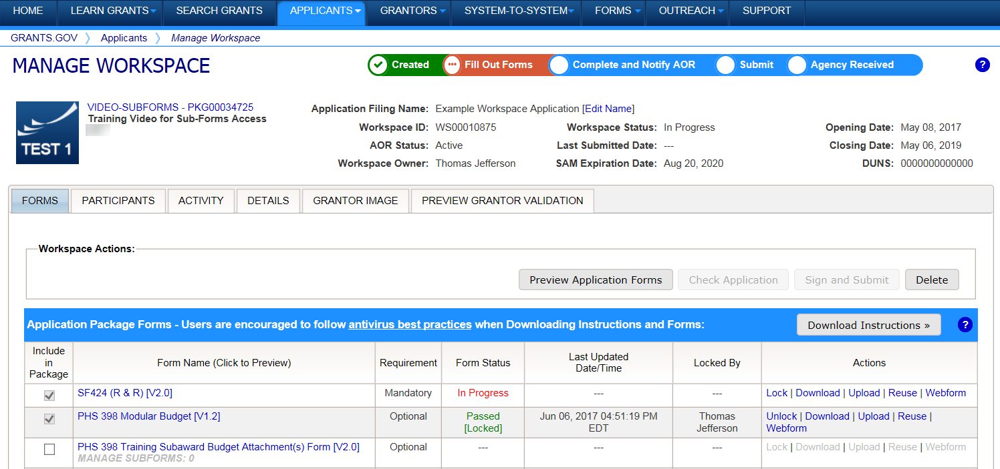 HOME LEARN GRANTS SEARCH GRANTS APPLICANTS GRANTORS SYSTEM-TO-SYSTEM FORMS OUTREACH SUPPORT
GRANTS.GOV 〉 Applicants 〉 Manage Workspace
MANAGE WORKSPACE
Created Fill Out Forms Complete and Notify AOR Submit Agency Received ?
TEST 1
VIDEO-SUBFORMS - PKG00034725
Training Video for Sub-Forms Access
Application Filing Name: Example Workspace Application [Edit Name]
Workspace ID: WS00010875 Workspace Status: In Progress Opening Date: May 08, 2017
AOR Status: Active Last Submitted Date: --- Closing Date: May 06, 2019
Workspace Owner: Thomas Jefferson SAM Expiration Date: Aug 20, 2020 DUNS: 0000000000000
FORMS PARTICIPANTS ACTIVITY DETAILS GRANTOR IMAGE PREVIEW GRANTOR VALIDATION
Workspace Actions:
Preview Application Forms Check Application Sign and Submit Delete
Application Package Forms - Users are encouraged to follow antivirus best practices when Downloading Instructions and Forms: Download Instructions » ?
Include in Package Form Name (Click to Preview) Requirement Form Status Last Updated Date/Time Locked By Actions
SF424 (R & R) [V2.0] Mandatory In Progress --- --- Lock | Download | Upload | Reuse | Webform
PHS 398 Modular Budget [V1.2] Optional Passed [Locked] Jun 06, 2017 04:51:19 PM EDT Thomas Jefferson Unlock | Download | Upload | Reuse | Webform
PHS 398 Training Subaward Budget Attachment(s) Form [V2.0] Optional --- --- --- Lock | Download | Upload | Reuse | Webform
MANAGE SUBFORMS: 0